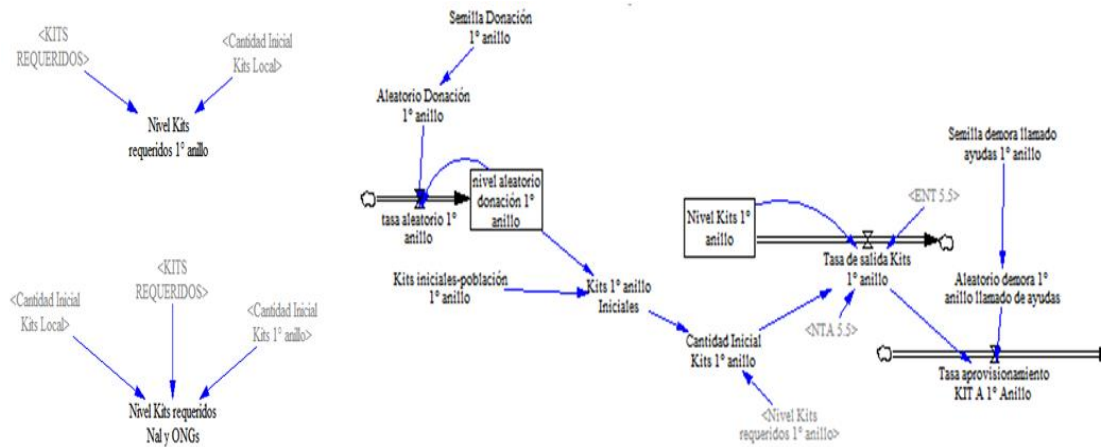 <KITS
REQUERIDOS>
<Cantidad Inicial
Kits Local>
Nivel Kits
requeridos 1° anillo
<KITS
REQUERIDOS>
<Cantidad Inicial
Kits Local>
<Cantidad Inicial
Kits 1° anillo>
Nivel Kits requeridos
Nal y ONGs
Semilla Donación
1° anillo
Aleatorio Donación
1° anillo
tasa aleatorio 1°
anillo
nivel aleatorio
donación 1°
anillo
Kits iniciales-población
1° anillo
Kits 1° anillo
Iniciales
Cantidad Inicial
Kits 1° anillo
<Nivel Kits
requeridos 1° anillo>
Nivel Kits 1°
anillo
Tasa de salida Kits
1° anillo
<ENT 5.5>
<NTA 5.5>
Semilla demora llamado
ayudas 1° anillo
Aleatorio demora 1°
anillo llamado de ayudas
Tasa aprovisionamiento
KIT A 1° Anillo